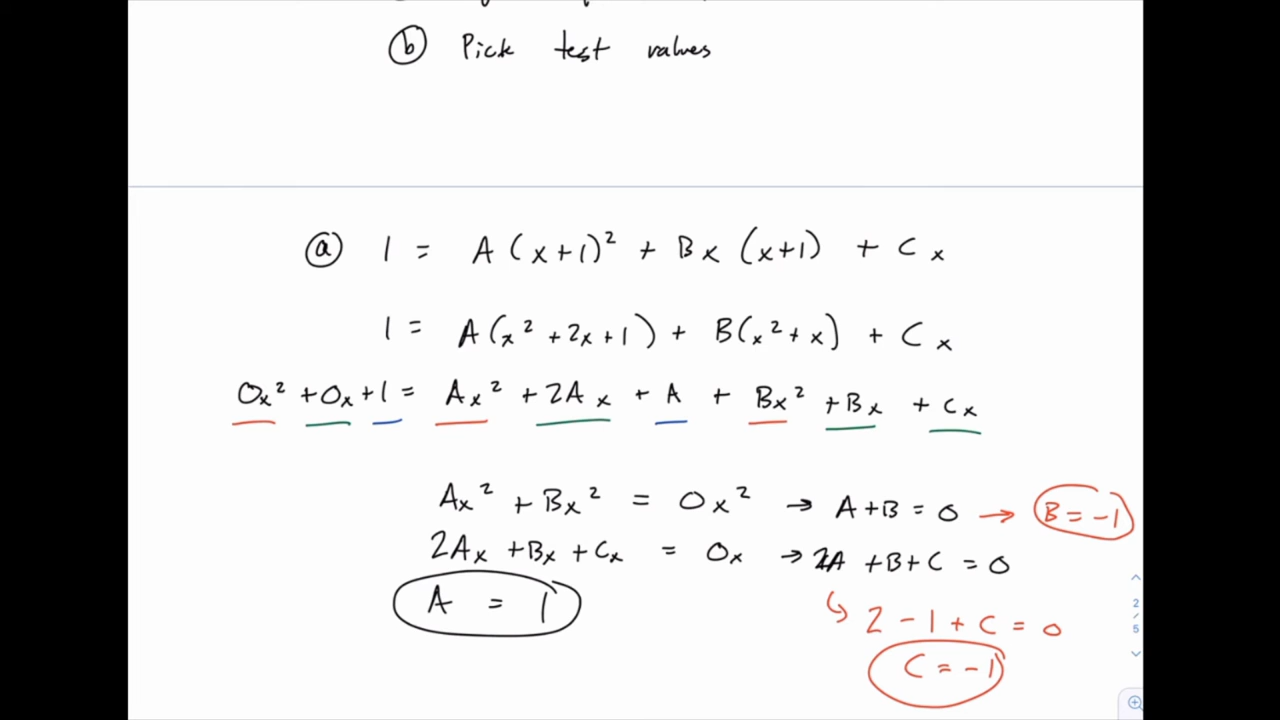 ⓑ Pick test values
ⓐ 1 = A(x+1)² + Bx(x+1) + Cx
1 = A(x² + 2x + 1) + B(x² + x) + Cx
0x² + 0x + 1 = Ax² + 2Ax + A + Bx² + Bx + Cx
Ax² + Bx² = 0x² → A + B = 0 → B = -1
2Ax + Bx + Cx = 0x → 2A + B + C = 0
A = 1
↳ 2 - 1 + C = 0
C = -1
2
/
5